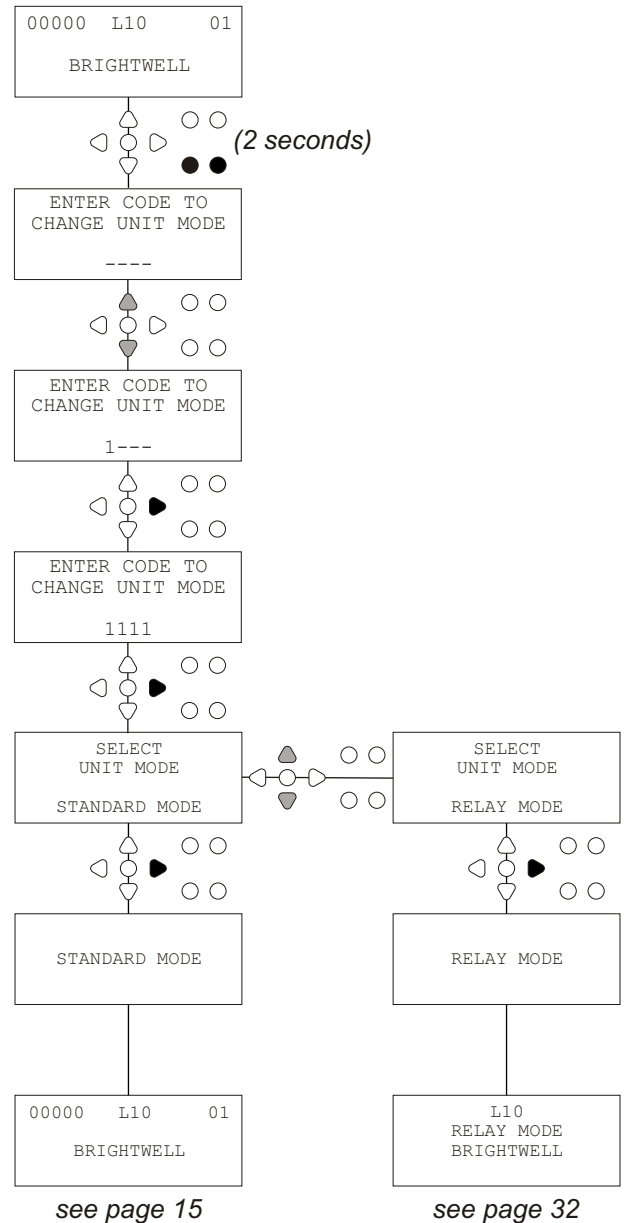 00000 L10 01
BRIGHTWELL
(2 seconds)
ENTER CODE TO
CHANGE UNIT MODE
----
ENTER CODE TO
CHANGE UNIT MODE
1---
ENTER CODE TO
CHANGE UNIT MODE
1111
SELECT
UNIT MODE
STANDARD MODE
SELECT
UNIT MODE
RELAY MODE
STANDARD MODE
RELAY MODE
00000 L10 01
BRIGHTWELL
L10
RELAY MODE
BRIGHTWELL
see page 15
see page 32